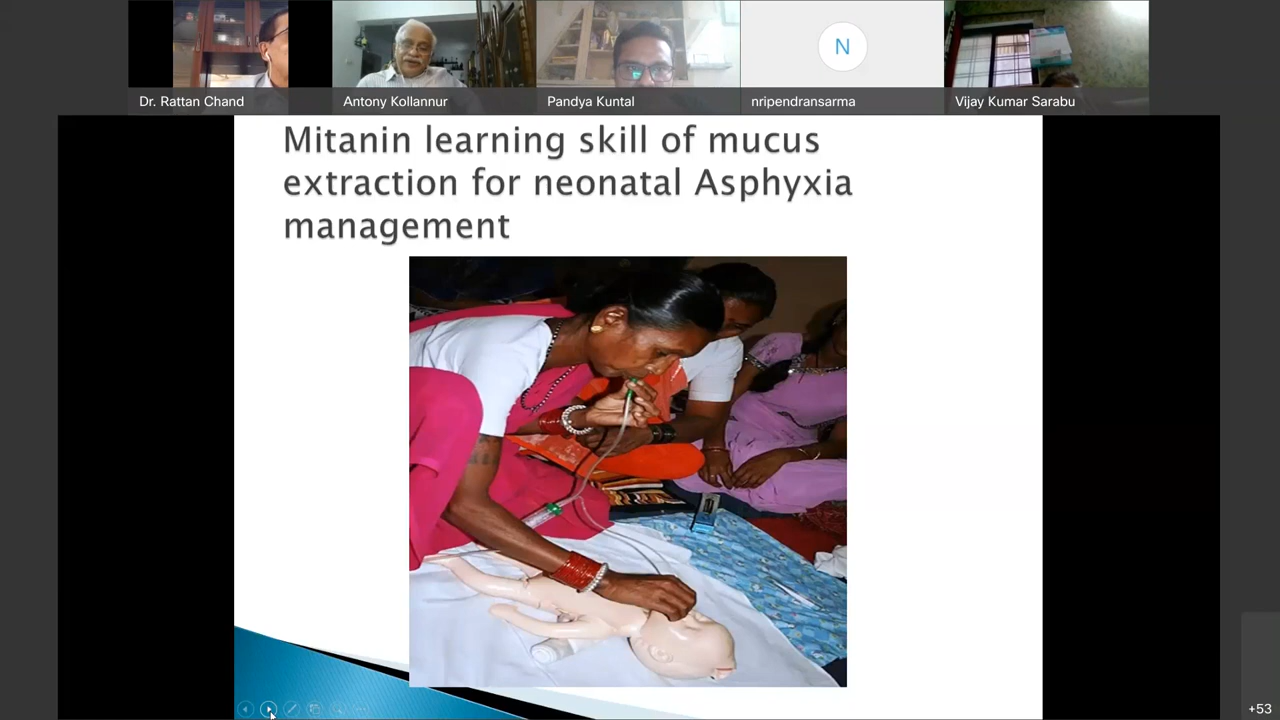 Dr. Rattan Chand
Antony Kollannur
Pandya Kuntal
N
nripendransarma
Vijay Kumar Sarabu
Mitanin learning skill of mucus
extraction for neonatal Asphyxia
management
+53